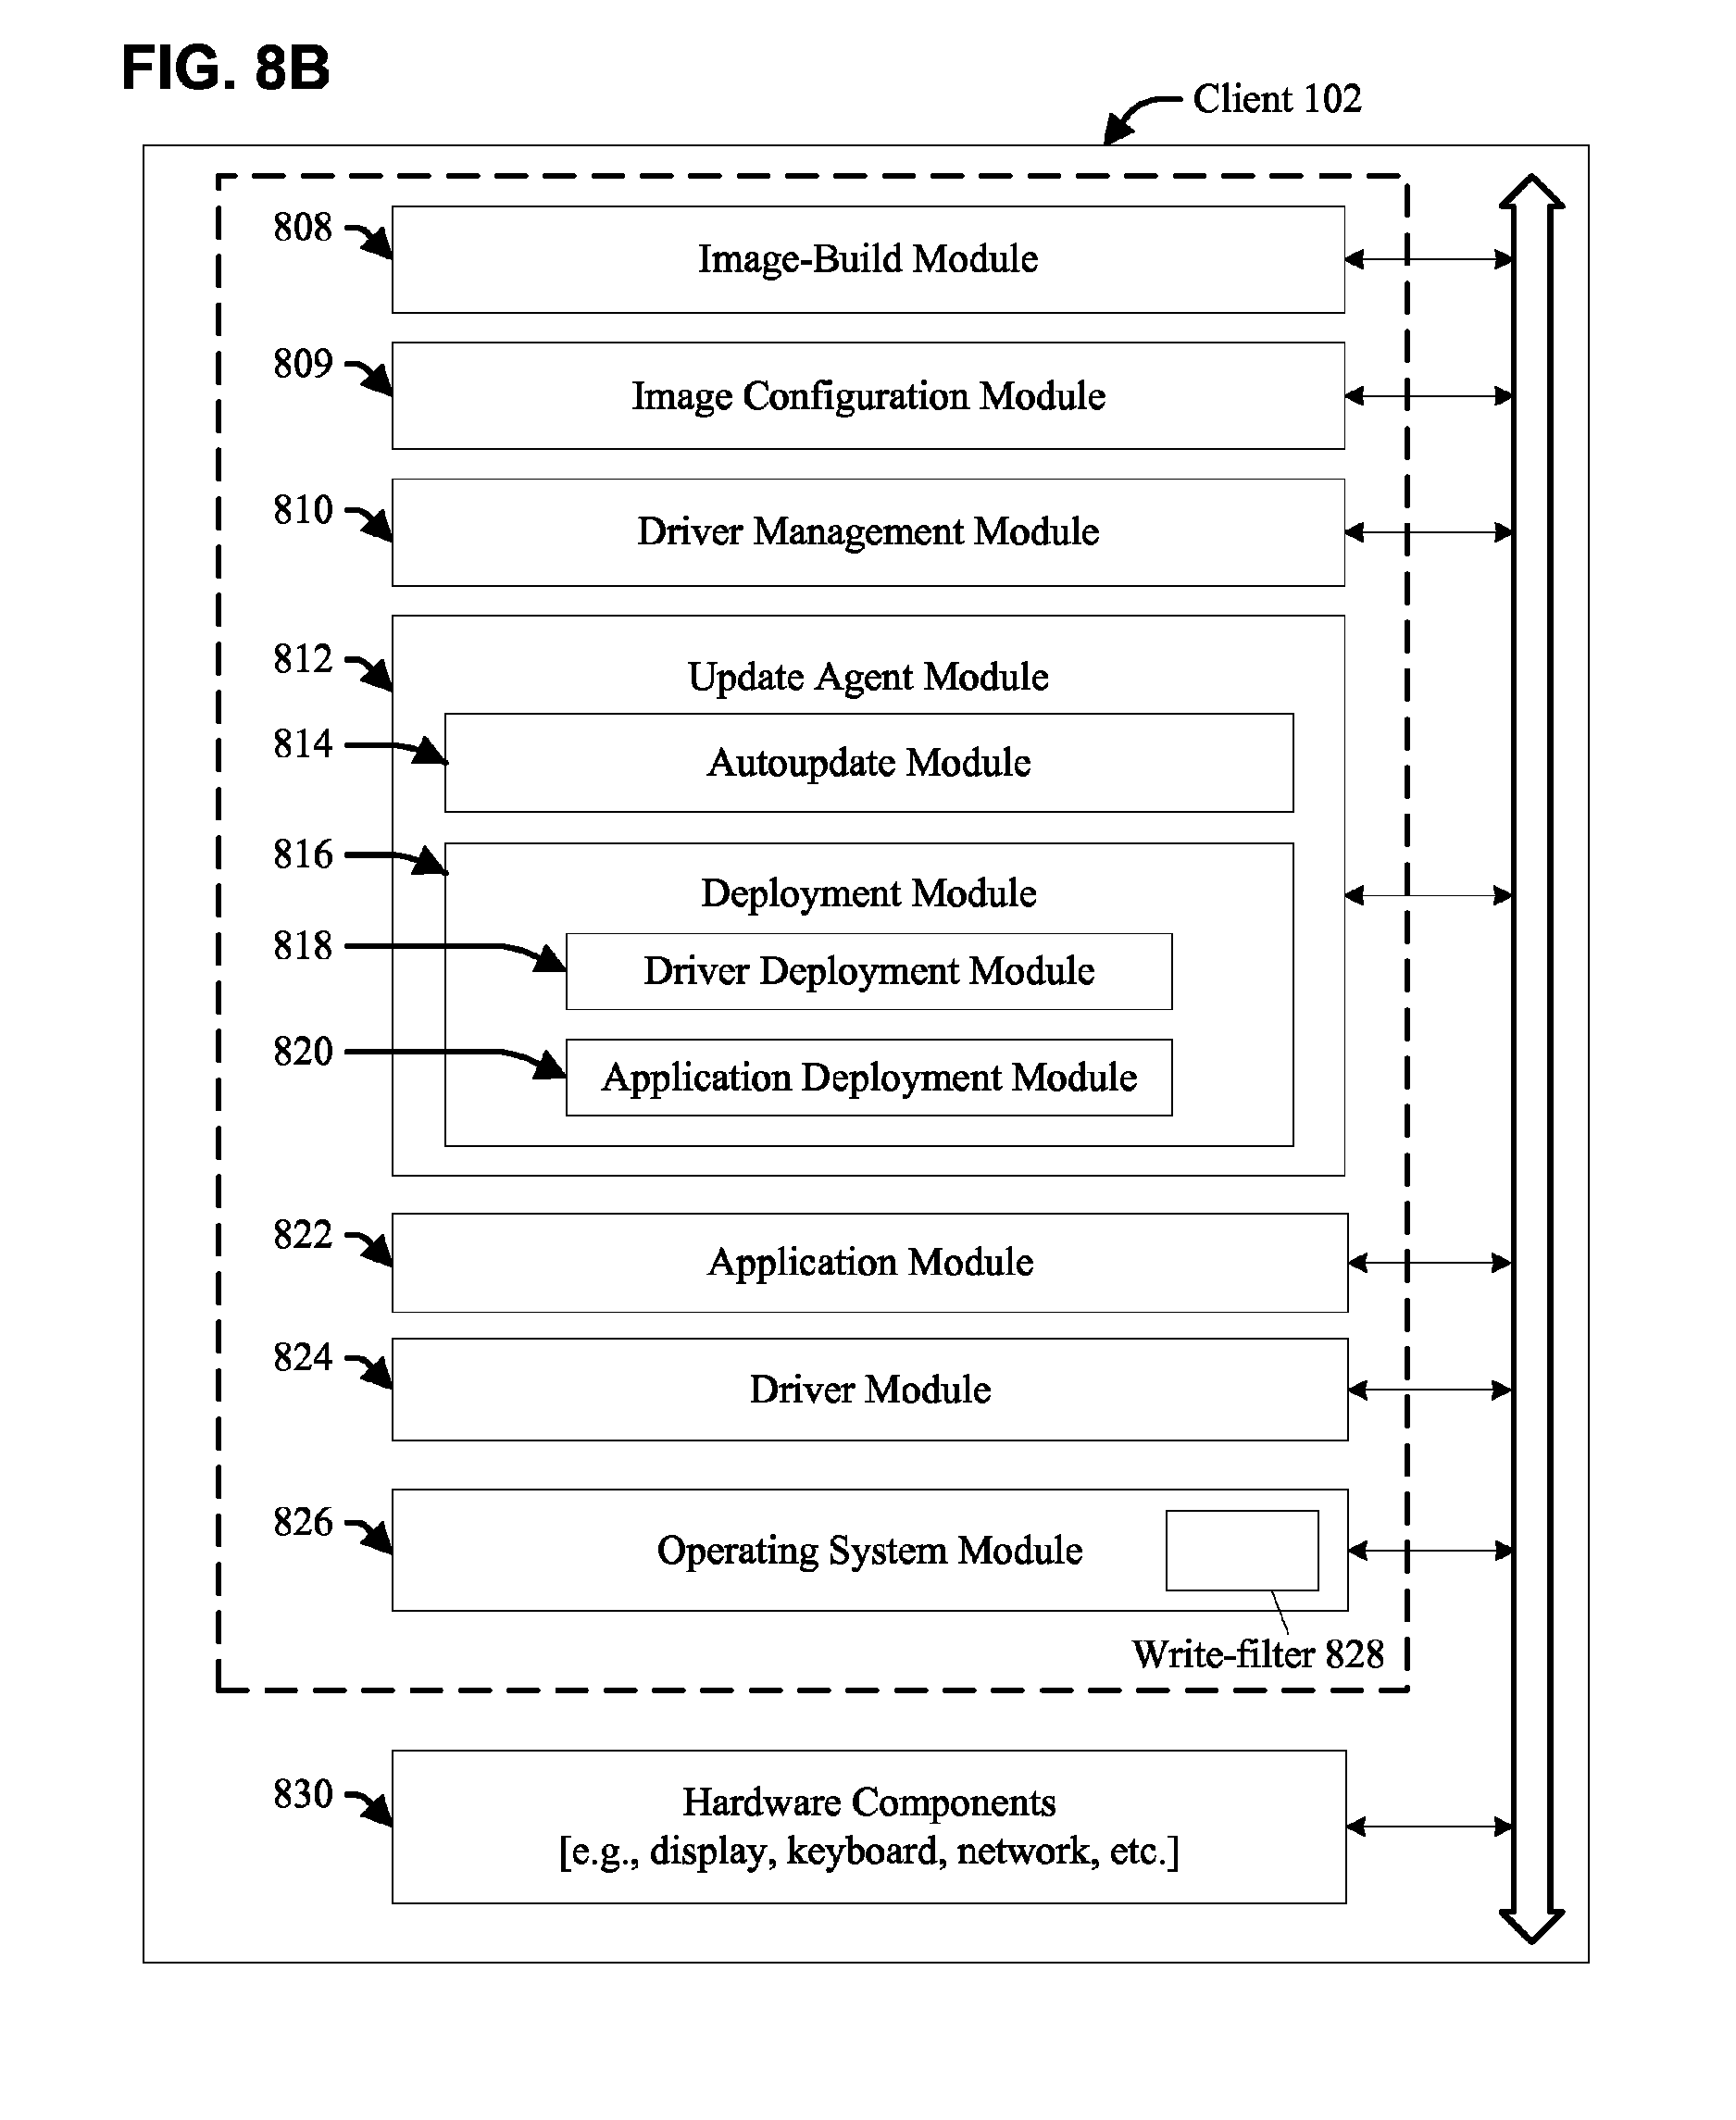 FIG. 8B
Client 102
808
Image-Build Module
809
Image Configuration Module
810
Driver Management Module
812
Update Agent Module
814
Autoupdate Module
816
Deployment Module
818
Driver Deployment Module
820
Application Deployment Module
822
Application Module
824
Driver Module
826
Operating System Module
Write-filter 828
830
Hardware Components
[e.g., display, keyboard, network, etc.]